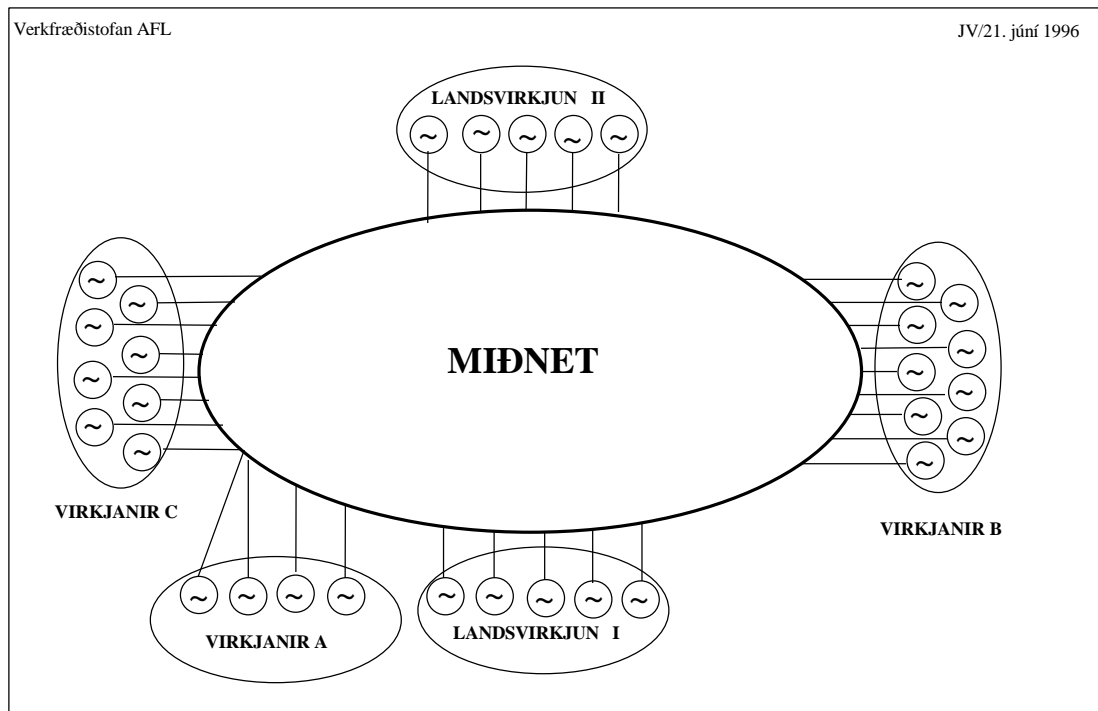 Verkfræðistofan AFL
JV/21. júní 1996
LANDSVIRKJUN II
~ ~ ~ ~ ~
MIÐNET
~ ~ ~ ~ ~ ~ ~ ~
VIRKJANIR C
~ ~ ~ ~ ~ ~ ~ ~ ~
VIRKJANIR B
~ ~ ~ ~
VIRKJANIR A
~ ~ ~ ~ ~
LANDSVIRKJUN I